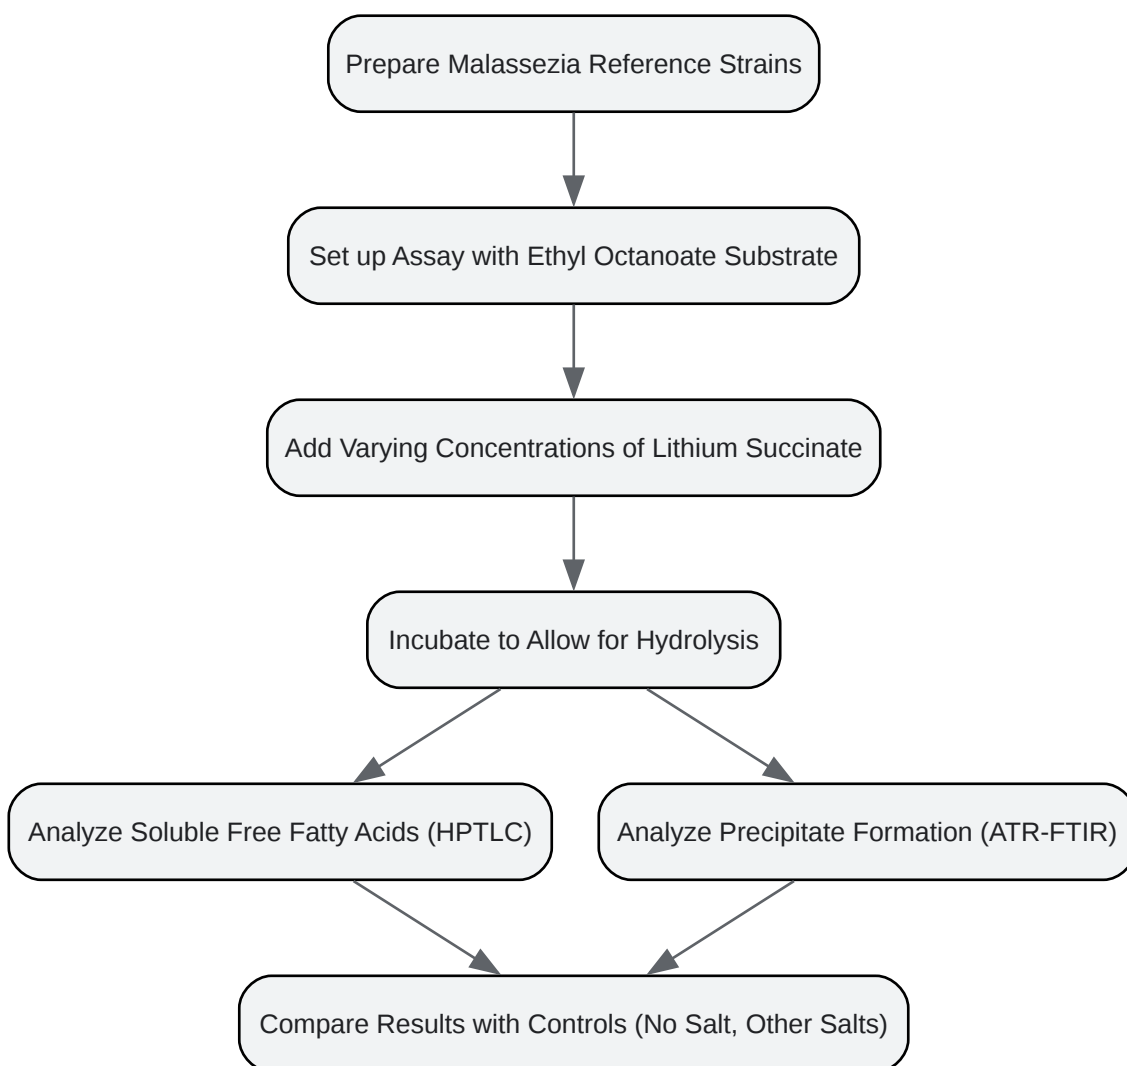 Prepare Malassezia Reference Strains
Set up Assay with Ethyl Octanoate Substrate
Add Varying Concentrations of Lithium Succinate
Incubate to Allow for Hydrolysis
Analyze Soluble Free Fatty Acids (HPTLC)
Analyze Precipitate Formation (ATR-FTIR)
Compare Results with Controls (No Salt, Other Salts)